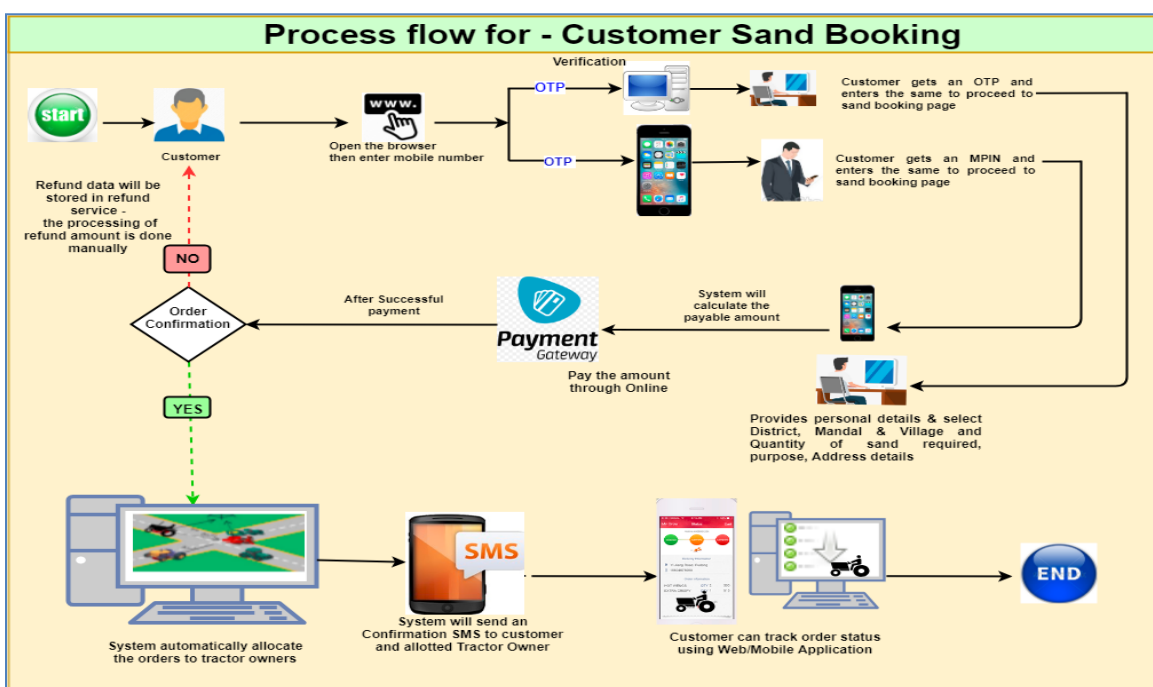 Process flow for - Customer Sand Booking
Verification
start
Customer
www.
Open the browser
then enter mobile number
OTP
Customer gets an OTP and
enters the same to proceed to
sand booking page
OTP
Customer gets an MPIN and
enters the same to proceed to
sand booking page
Refund data will be
stored in refund
service -
the processing of
refund amount is done
manually
NO
Order
Confirmation
After Successful
payment
Payment
Gateway
Pay the amount
through Online
System will
calculate the
payable amount
Provides personal details & select
District, Mandal & Village and
Quantity of sand required,
purpose, Address details
YES
System automatically allocate
the orders to tractor owners
SMS
System will send an
Confirmation SMS to customer
and allotted Tractor Owner
Customer can track order status
using Web/Mobile Application
END